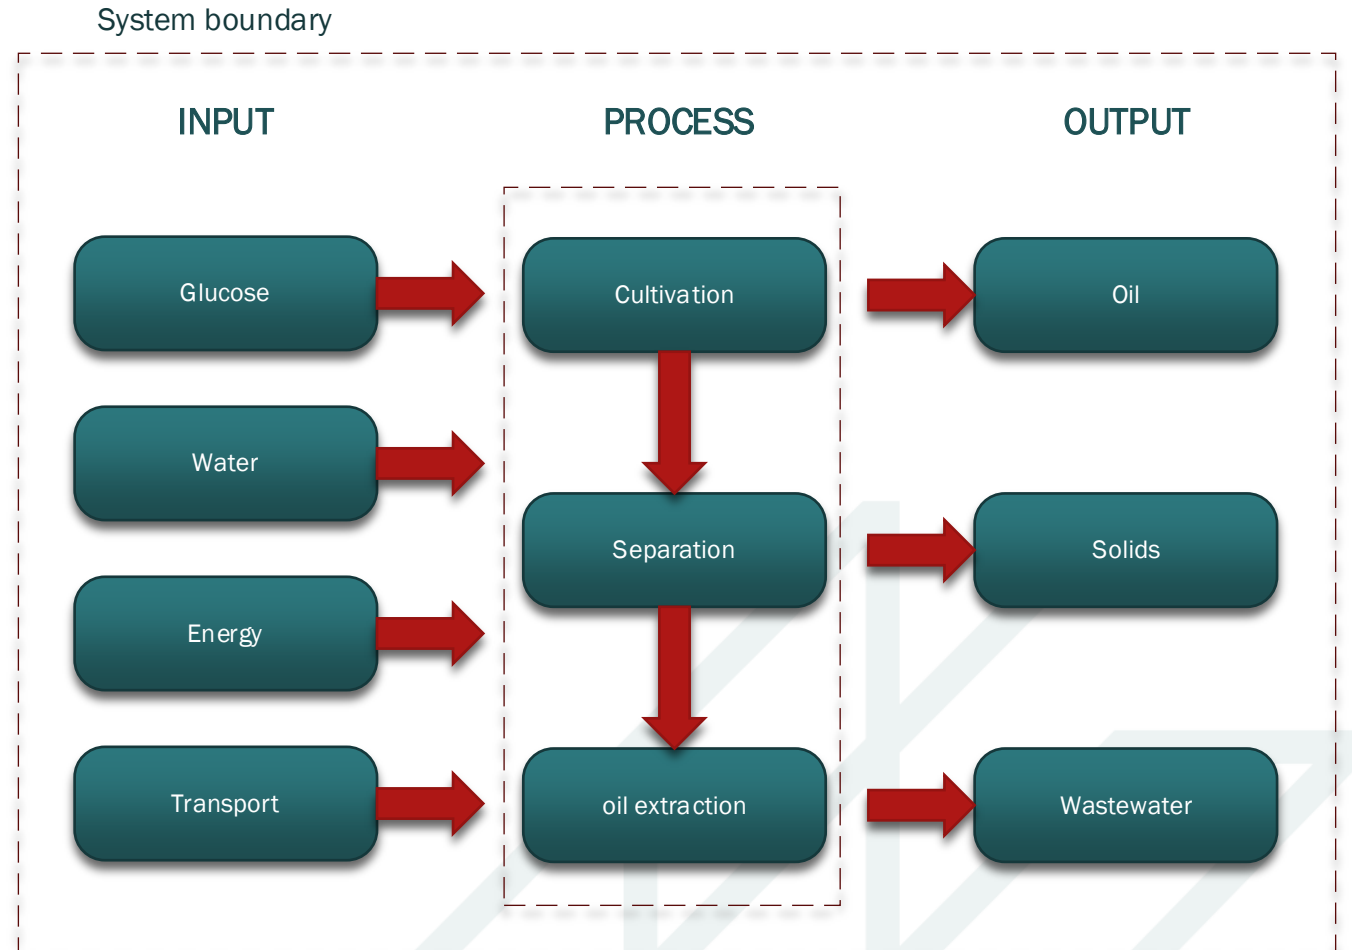 System boundary
INPUT
PROCESS
OUTPUT
Glucose
Cultivation
Oil
Water
Separation
Solids
Energy
Transport
oil extraction
Wastewater